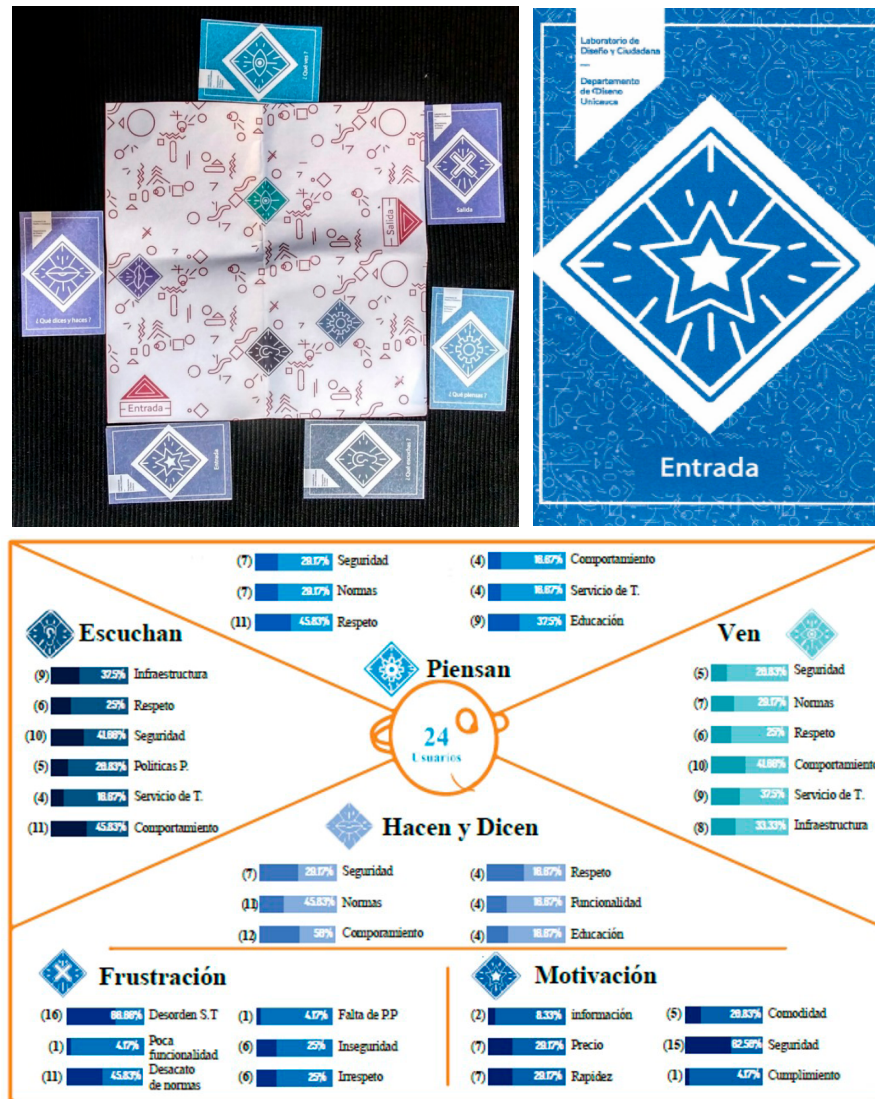 ¿ Qué ves ?
Salida
Salida
¿ Qué dices y haces ?
¿ Qué piensas ?
Entrada
Entrada
¿ Qué escuchas ?
Laboratorio de
Diseño y Ciudadana
Departamento
de Diseno
Unicauca
Entrada
(7) 29.17% Seguridad
(7) 29.17% Normas
(11) 45.83% Respeto
(4) 16.67% Comportamiento
(4) 16.67% Servicio de T.
(9) 37.5% Educación
Escuchan
(9) 37.5% Infraestructura
(6) 25% Respeto
(10) 41.66% Seguridad
(5) 20.83% Politicas P.
(4) 16.67% Servicio de T.
(11) 45.83% Comportamiento
Piensan
24
Usuarios
Ven
(5) 20.83% Seguridad
(7) 29.17% Normas
(6) 25% Respeto
(10) 41.66% Comportamiento
(9) 37.5% Servicio de T.
(8) 33.33% Infraestructura
Hacen y Dicen
(7) 29.17% Seguridad
(11) 45.83% Normas
(12) 50% Comporamiento
(4) 16.67% Respeto
(4) 16.67% Funcionalidad
(4) 16.67% Educación
Frustración
(16) 66.66% Desorden S.T
(1) 4.17% Poca
funcionalidad
(11) 45.83% Desacato
de normas
(1) 4.17% Falta de P.P
(6) 25% Inseguridad
(6) 25% Irrespeto
Motivación
(2) 8.33% información
(7) 29.17% Precio
(7) 29.17% Rapidez
(5) 20.83% Comodidad
(15) 62.50% Seguridad
(1) 4.17% Cumplimiento